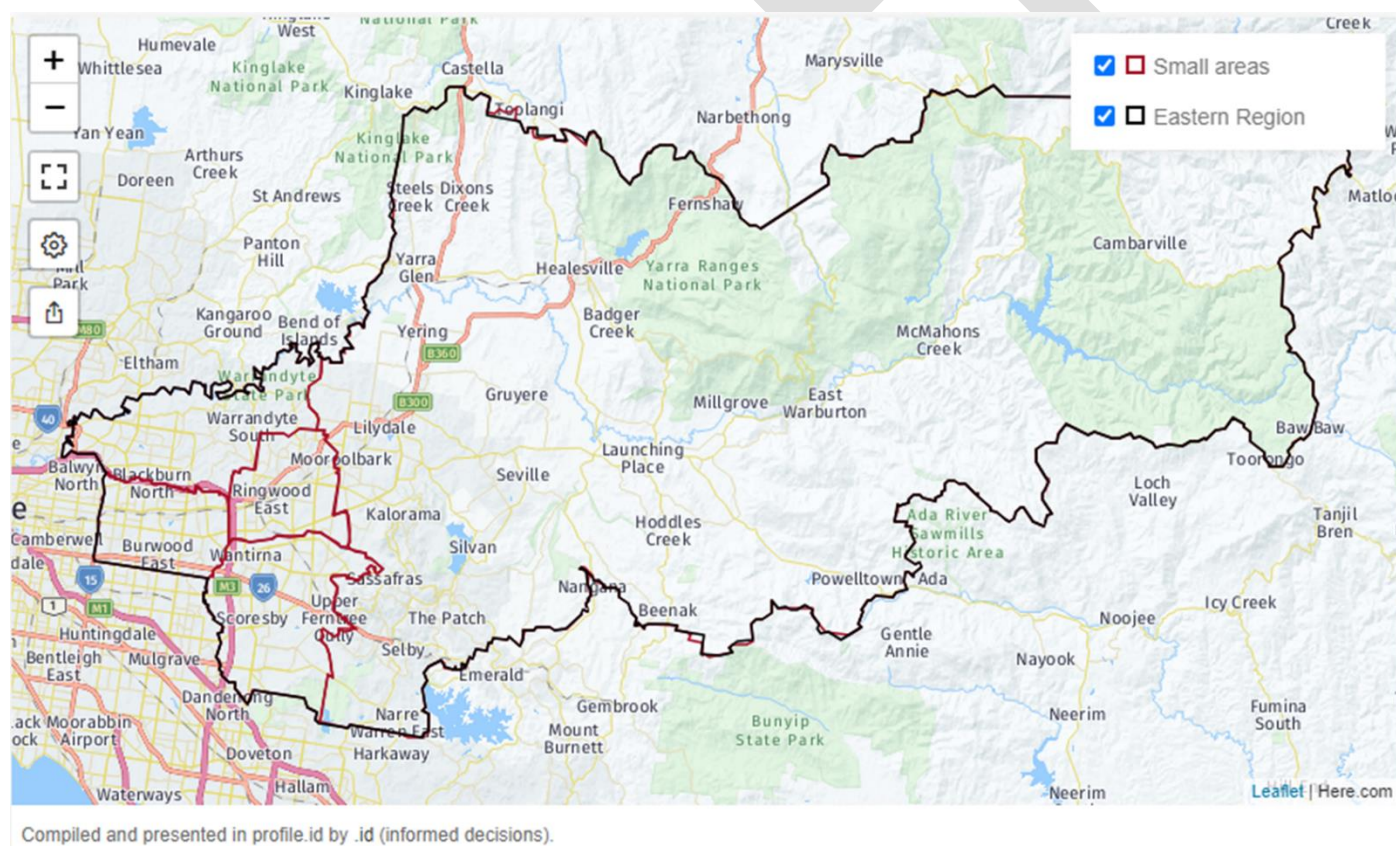 National Park
West
Creek
Humevale
+
Whittlesea
Kinglake
National Park
Castella
Marysville
Small areas
Kinglake
−
Toolangi
Eastern Region
Narbethong
Yan Yean
Kinglake
National Park
Arthurs
Creek
Doreen
St Andrews
Steels
Creek
Dixons
Creek
Fernshaw
Panton
Hill
Cambarville
Park
Yarra
Glen
Healesville
Yarra Ranges
National Park
Kangaroo
Ground
Bend of
Islands
Badger
Creek
M80
Yering
McMahons
Creek
B360
Eltham
Warrandyte
State Park
Gruyere
B300
Millgrove
East
Warburton
40
Warrandyte
South
Lilydale
Baw Baw
Mooroolbark
Launching
Place
Toorongo
Balwyn
North
Blackburn
North
Seville
Ringwood
East
Loch
Valley
e
Kalorama
Hoddles
Creek
Ada River
Sawmills
Historic Area
Tanjil
Bren
Camberwell
Burwood
East
Wantirna
Silvan
dale
15
M3
26
Sassafras
Nangana
Powelltown
Ada
1
M1
Upper
Ferntree
Gully
Scoresby
The Patch
Beenak
Icy Creek
Noojee
Huntingdale
Gentle
Annie
Bentleigh
East
Mulgrave
Selby
Nayook
Emerald
Dandenong
North
Gembrook
Narre
Warren East
Bunyip
State Park
Neerim
Fumina
South
Moorabbin
Airport
Mount
Burnett
Doveton
Harkaway
Hallam
Waterways
Neerim
Leaflet | Here.com
Compiled and presented in profile.id by .id (informed decisions).